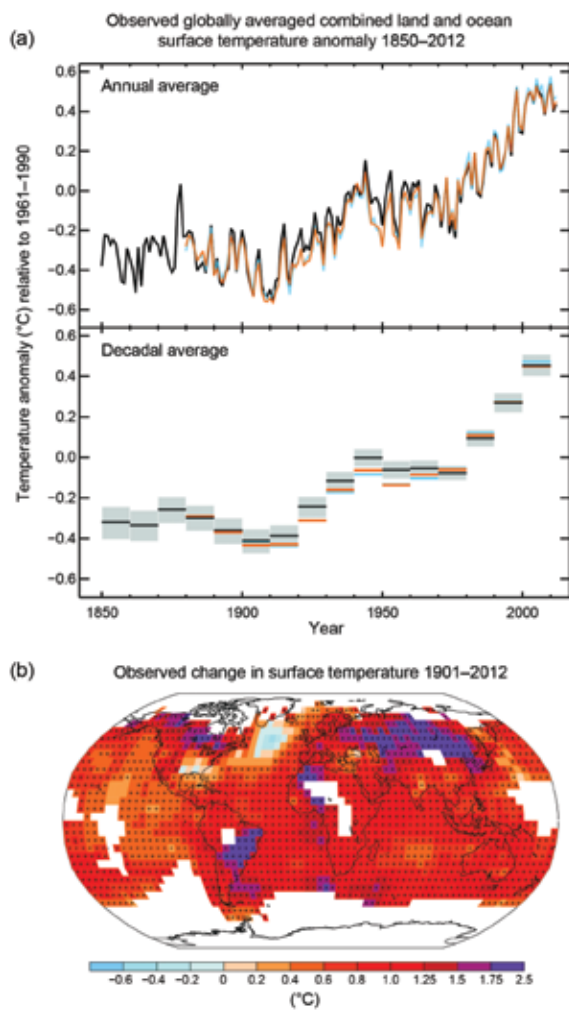 Observed globally averaged combined land and ocean
(a) surface temperature anomaly 1850–2012
Annual average
0.6
0.4
0.2
0.0
−0.2
−0.4
−0.6
Temperature anomaly (°C) relative to 1961–1990
Decadal average
0.6
0.4
0.2
0.0
−0.2
−0.4
−0.6
1850 1900 1950 2000
Year
(b) Observed change in surface temperature 1901–2012
−0.6 −0.4 −0.2 0 0.2 0.4 0.6 0.8 1.0 1.25 1.5 1.75 2.5
(°C)